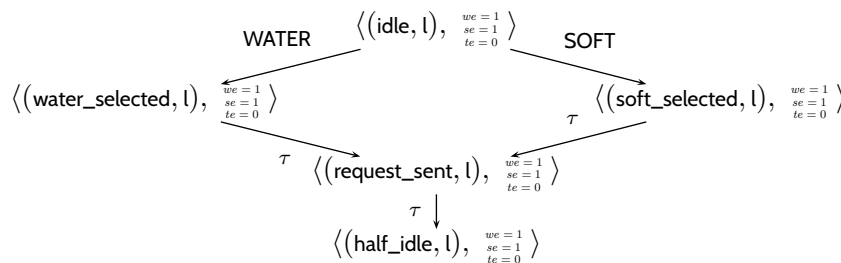 ⟨(idle, l), we = 1 se = 1 te = 0⟩
WATER SOFT
⟨(water_selected, l), we = 1 se = 1 te = 0⟩ ⟨(soft_selected, l), we = 1 se = 1 te = 0⟩
τ τ
⟨(request_sent, l), we = 1 se = 1 te = 0⟩
τ
⟨(half_idle, l), we = 1 se = 1 te = 0⟩